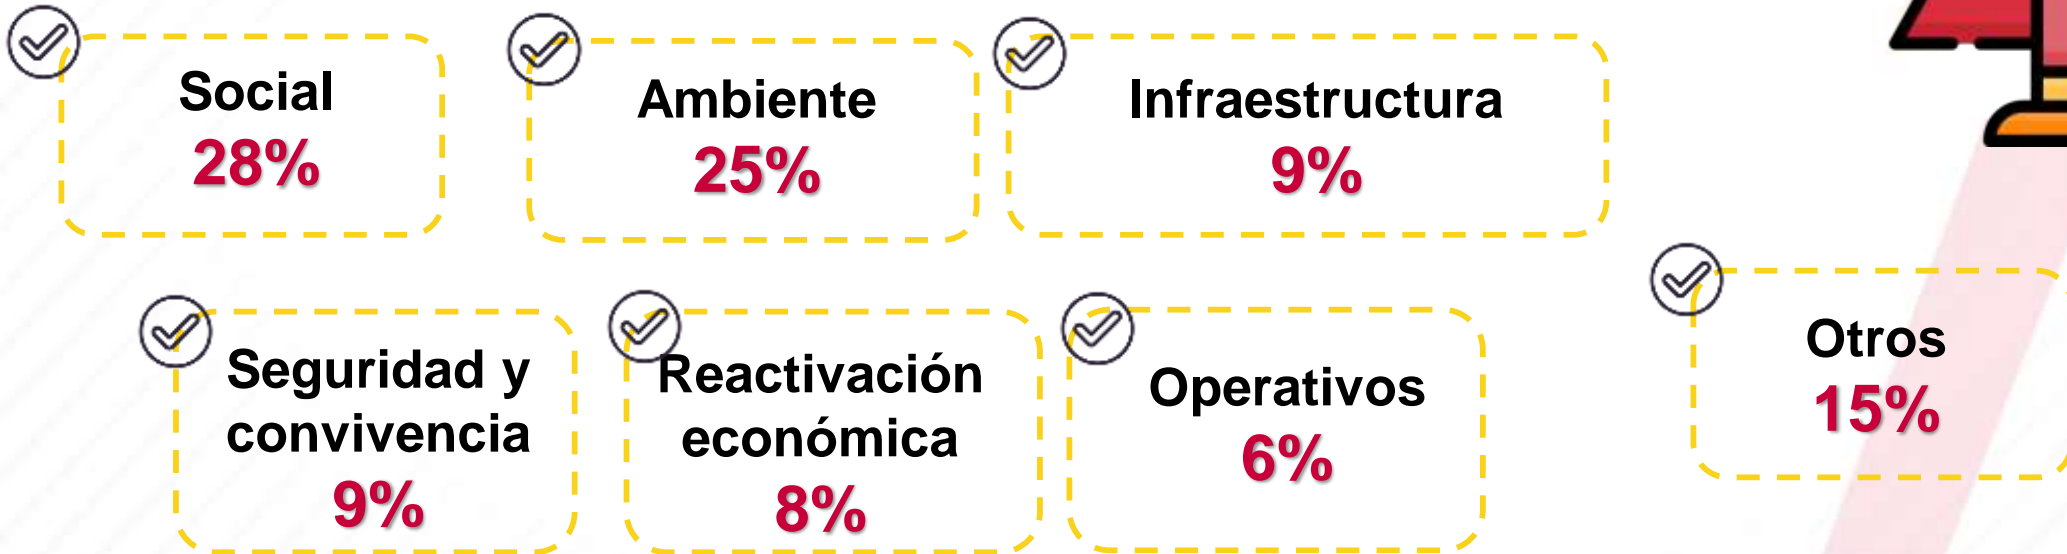 Social
28%
Ambiente
25%
Infraestructura
9%
Seguridad y
convivencia
9%
Reactivación
económica
8%
Operativos
6%
Otros
15%